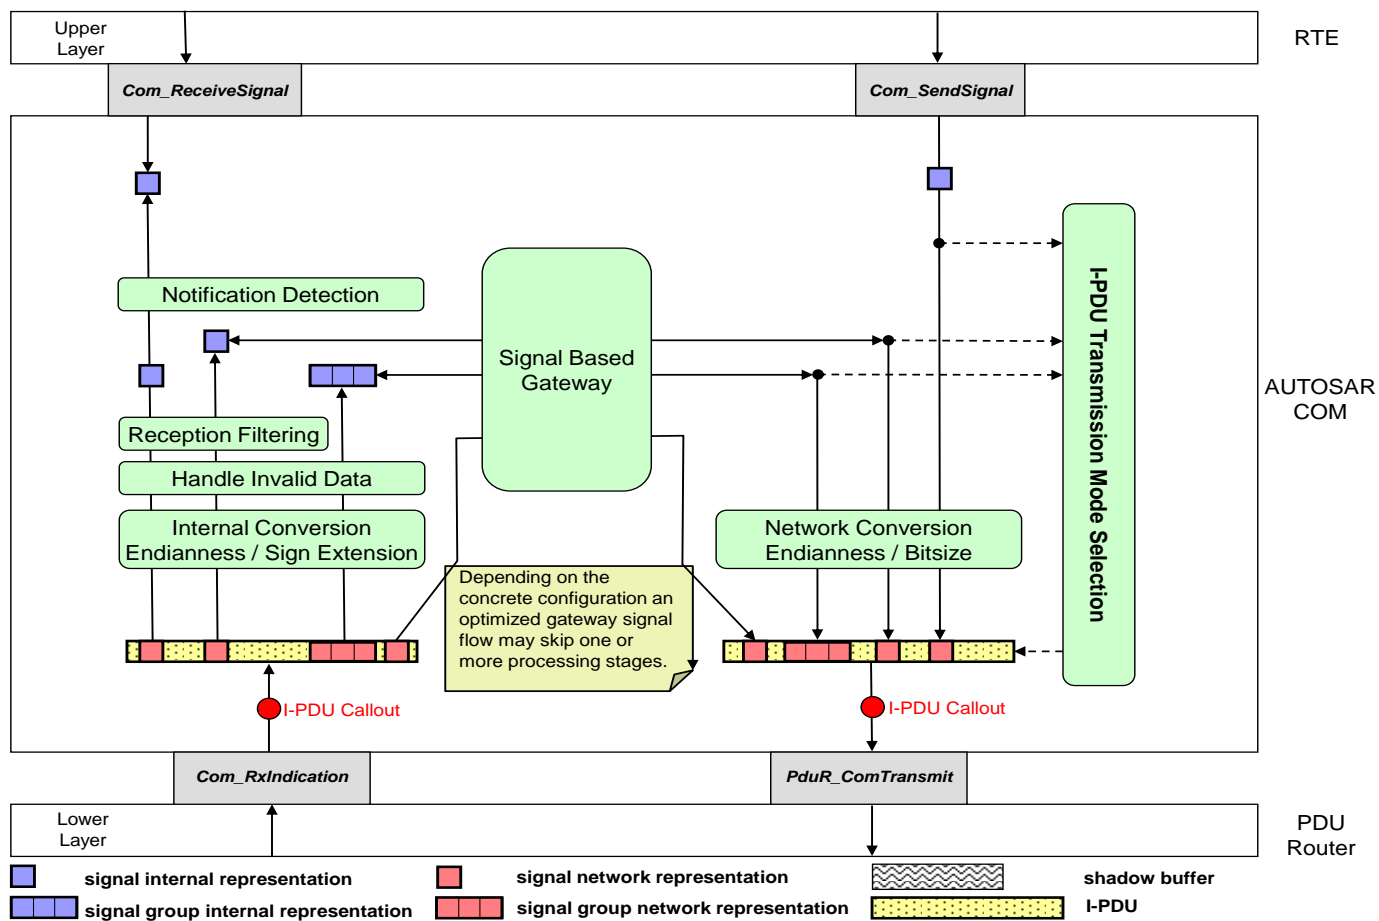 Upper
Layer
RTE
Com_ReceiveSignal
Com_SendSignal
Notification Detection
Signal Based
Gateway
I-PDU Transmission Mode Selection
AUTOSAR
COM
Reception Filtering
Handle Invalid Data
Internal Conversion
Endianness / Sign Extension
Network Conversion
Endianness / Bitsize
Depending on the
concrete configuration an
optimized gateway signal
flow may skip one or
more processing stages.
I-PDU Callout
I-PDU Callout
Com_RxIndication
PduR_ComTransmit
Lower
Layer
PDU
Router
signal internal representation
signal network representation
shadow buffer
signal group internal representation
signal group network representation
I-PDU